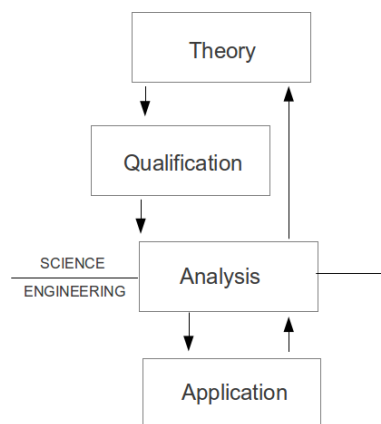 Theory
Qualification
SCIENCE
ENGINEERING
Analysis
Application